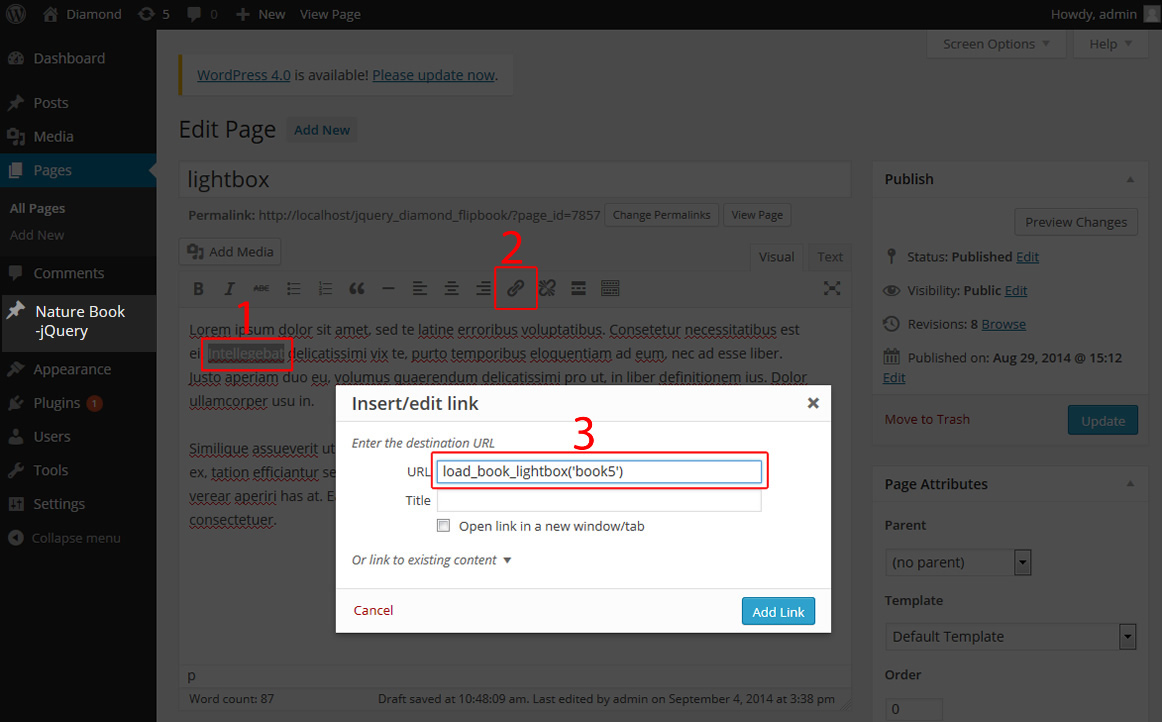 Diamond 5 0 New View Page Howdy, admin
Screen Options Help
Dashboard
Posts
Media
Pages
All Pages
Add New
Comments
Nature Book
-jQuery
Appearance
Plugins 1
Users
Tools
Settings
Collapse menu
WordPress 4.0 is available! Please update now.
Edit Page Add New
lightbox
Permalink: http://localhost/jquery_diamond_flipbook/?page_id=7857 Change Permalinks View Page
Add Media
Visual Text
2
B I ABC
1
Lorem ipsum dolor sit amet, sed te latine erroribus voluptatibus. Consetetur necessitatibus est
ei intellegebat delicatissimi vix te, purto temporibus eloquentiam ad eum, nec ad esse liber.
Justo aperiam duo eu, volumus quaerendum delicatissimi pro ut, in liber definitionem ius. Dolor
ullamcorper usu in.
Similique assueverit ut
ex, tation efficiantur se
verear aperiri has at. E
consectetuer.
Insert/edit link
3
Enter the destination URL
URL load_book_lightbox('book5')
Title
Open link in a new window/tab
Or link to existing content
Cancel Add Link
p
Word count: 87 Draft saved at 10:48:09 am. Last edited by admin on September 4, 2014 at 3:38 pm
Publish
Preview Changes
Status: Published Edit
Visibility: Public Edit
Revisions: 8 Browse
Published on: Aug 29, 2014 @ 15:12
Edit
Move to Trash Update
Page Attributes
Parent
(no parent)
Template
Default Template
Order
0